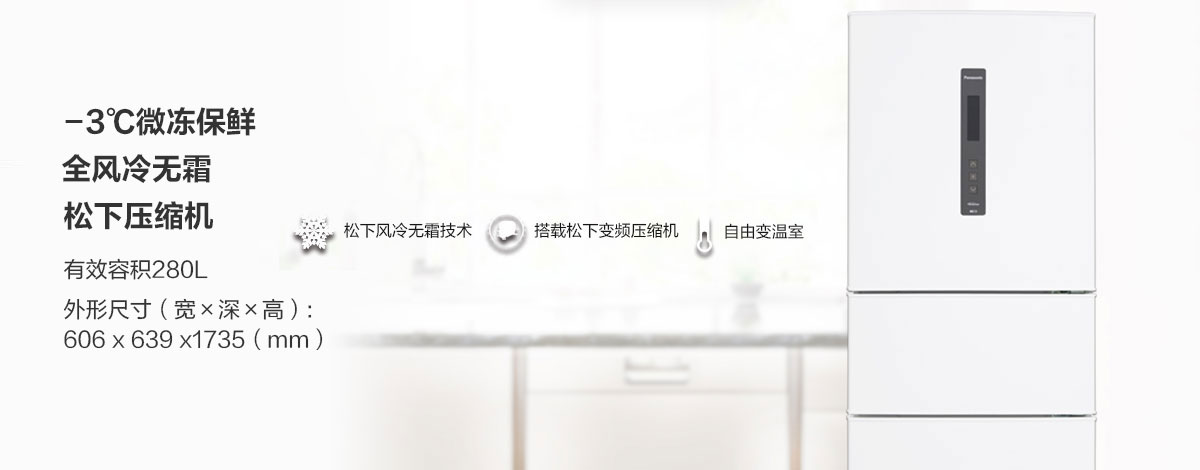 -3℃微冻保鲜
全风冷无霜
松下压缩机
有效容积280L
外形尺寸（宽×深×高）:
606 x 639 x1735（mm）
松下风冷无霜技术
搭载松下变频压缩机
自由变温室
Panasonic